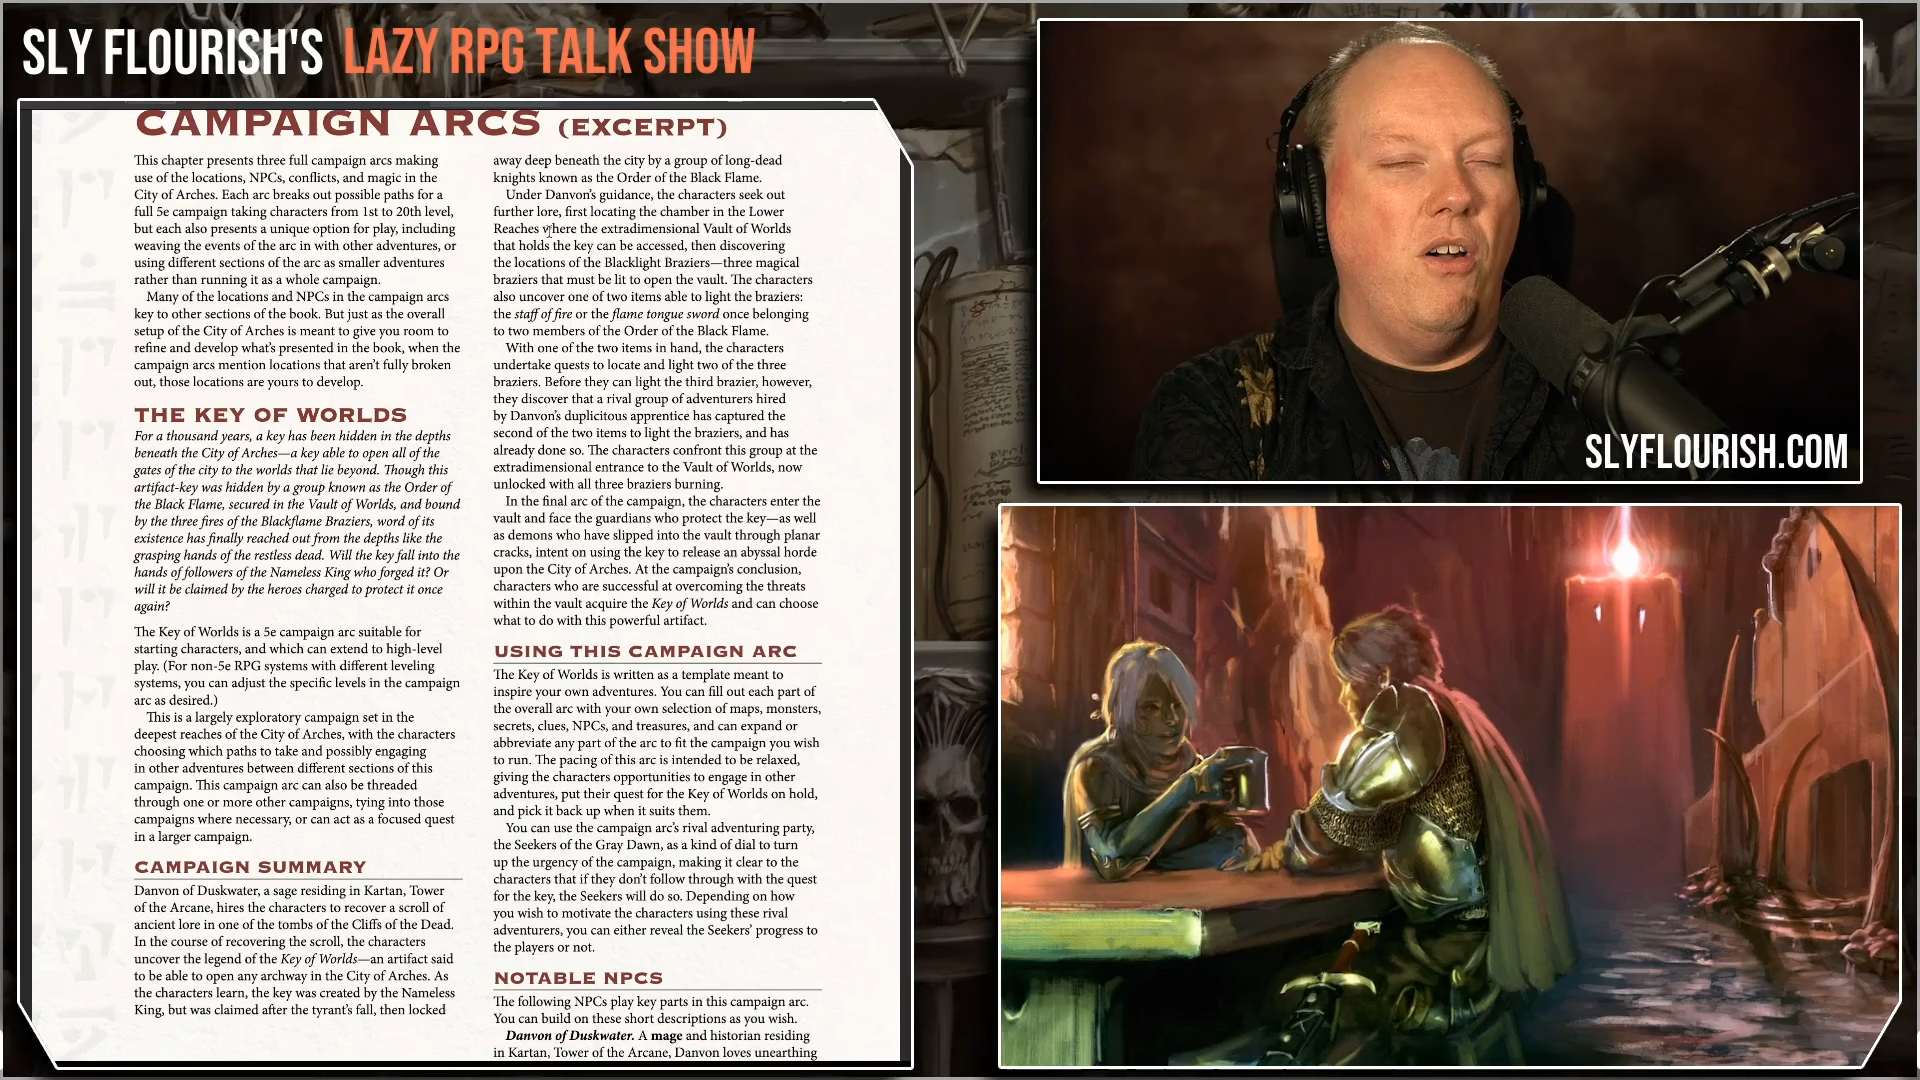 SLY FLOURISH'S LAZY RPG TALK SHOW
CAMPAIGN ARCS (EXCERPT)
This chapter presents three full campaign arcs making
use of the locations, NPCs, conflicts, and magic in the
City of Arches. Each arc breaks out possible paths for a
full 5e campaign taking characters from 1st to 20th level,
but each also presents a unique option for play, including
weaving the events of the arc in with other adventures, or
using different sections of the arc as smaller adventures
rather than running it as a whole campaign.
Many of the locations and NPCs in the campaign arcs
key to other sections of the book. But just as the overall
setup of the City of Arches is meant to give you room to
refine and develop what's presented in the book, when the
campaign arcs mention locations that aren't fully broken
out, those locations are yours to develop.
THE KEY OF WORLDS
For a thousand years, a key has been hidden in the depths
beneath the City of Arches—a key able to open all of the
gates of the city to the worlds that lie beyond. Though this
artifact-key was hidden by a group known as the Order of
the Black Flame, secured in the Vault of Worlds, and bound
by the three fires of the Blackflame Braziers, word of its
existence has finally reached out from the depths like the
grasping hands of the restless dead. Will the key fall into the
hands of followers of the Nameless King who forged it? Or
will it be claimed by the heroes charged to protect it once
again?
The Key of Worlds is a 5e campaign arc suitable for
starting characters, and which can extend to high-level
play. (For non-5e RPG systems with different leveling
systems, you can adjust the specific levels in the campaign
arc as desired.)
This is a largely exploratory campaign set in the
deepest reaches of the City of Arches, with the characters
choosing which paths to take and possibly engaging
in other adventures between different sections of this
campaign. This campaign arc can also be threaded
through one or more other campaigns, tying into those
campaigns where necessary, or can act as a focused quest
in a larger campaign.
CAMPAIGN SUMMARY
Danvon of Duskwater, a sage residing in Kartan, Tower
of the Arcane, hires the characters to recover a scroll of
ancient lore in one of the tombs of the Cliffs of the Dead.
In the course of recovering the scroll, the characters
uncover the legend of the Key of Worlds—an artifact said
to be able to open any archway in the City of Arches. As
the characters learn, the key was created by the Nameless
King, but was claimed after the tyrant's fall, then locked
away deep beneath the city by a group of long-dead
knights known as the Order of the Black Flame.
Under Danvon's guidance, the characters seek out
further lore, first locating the chamber in the Lower
Reaches where the extradimensional Vault of Worlds
that holds the key can be accessed, then discovering
the locations of the Blacklight Braziers—three magical
braziers that must be lit to open the vault. The characters
also uncover one of two items able to light the braziers:
the staff of fire or the flame tongue sword once belonging
to two members of the Order of the Black Flame.
With one of the two items in hand, the characters
undertake quests to locate and light two of the three
braziers. Before they can light the third brazier, however,
they discover that a rival group of adventurers hired
by Danvon's duplicitous apprentice has captured the
second of the two items to light the braziers, and has
already done so. The characters confront this group at the
extradimensional entrance to the Vault of Worlds, now
unlocked with all three braziers burning.
In the final arc of the campaign, the characters enter the
vault and face the guardians who protect the key—as well
as demons who have slipped into the vault through planar
cracks, intent on using the key to release an abyssal horde
upon the City of Arches. At the campaign's conclusion,
characters who are successful at overcoming the threats
within the vault acquire the Key of Worlds and can choose
what to do with this powerful artifact.
USING THIS CAMPAIGN ARC
The Key of Worlds is written as a template meant to
inspire your own adventures. You can fill out each part of
the overall arc with your own selection of maps, monsters,
secrets, clues, NPCs, and treasures, and can expand or
abbreviate any part of the arc to fit the campaign you wish
to run. The pacing of this arc is intended to be relaxed,
giving the characters opportunities to engage in other
adventures, put their quest for the Key of Worlds on hold,
and pick it back up when it suits them.
You can use the campaign arc's rival adventuring party,
the Seekers of the Gray Dawn, as a kind of dial to turn
up the urgency of the campaign, making it clear to the
characters that if they don't follow through with the quest
for the key, the Seekers will do so. Depending on how
you wish to motivate the characters using these rival
adventurers, you can either reveal the Seekers' progress to
the players or not.
NOTABLE NPCS
The following NPCs play key parts in this campaign arc.
You can build on these short descriptions as you wish.
Danvon of Duskwater. A mage and historian residing
in Kartan, Tower of the Arcane, Danvon loves unearthing
SLYFLOURISH.COM